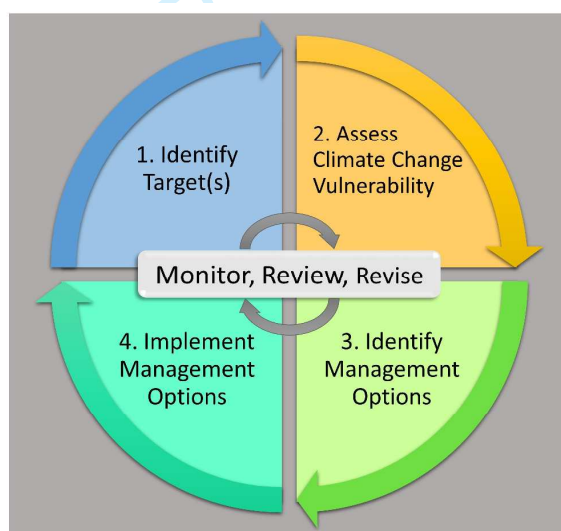 1. Identify
Target(s)
2. Assess
Climate Change
Vulnerability
Monitor, Review, Revise
4. Implement
Management
Options
3. Identify
Management
Options